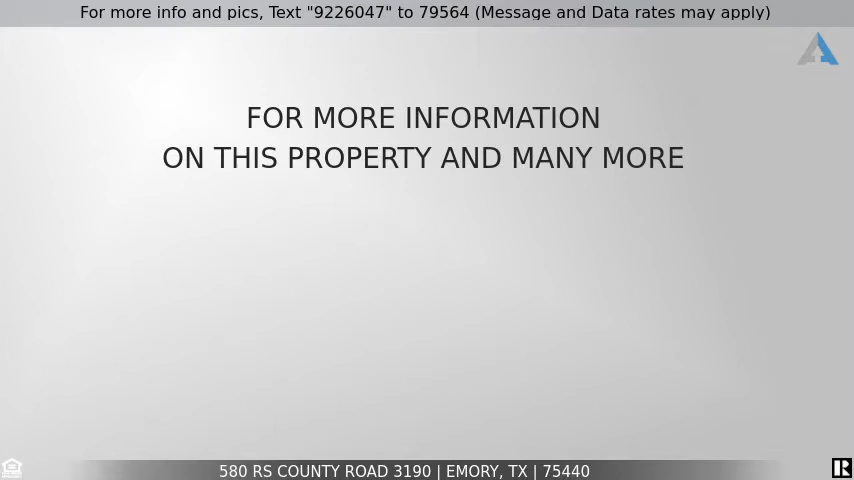 For more info and pics, Text "9226047" to 79564 (Message and Data rates may apply)
FOR MORE INFORMATION
ON THIS PROPERTY AND MANY MORE
580 RS COUNTY ROAD 3190 | EMORY, TX | 75440